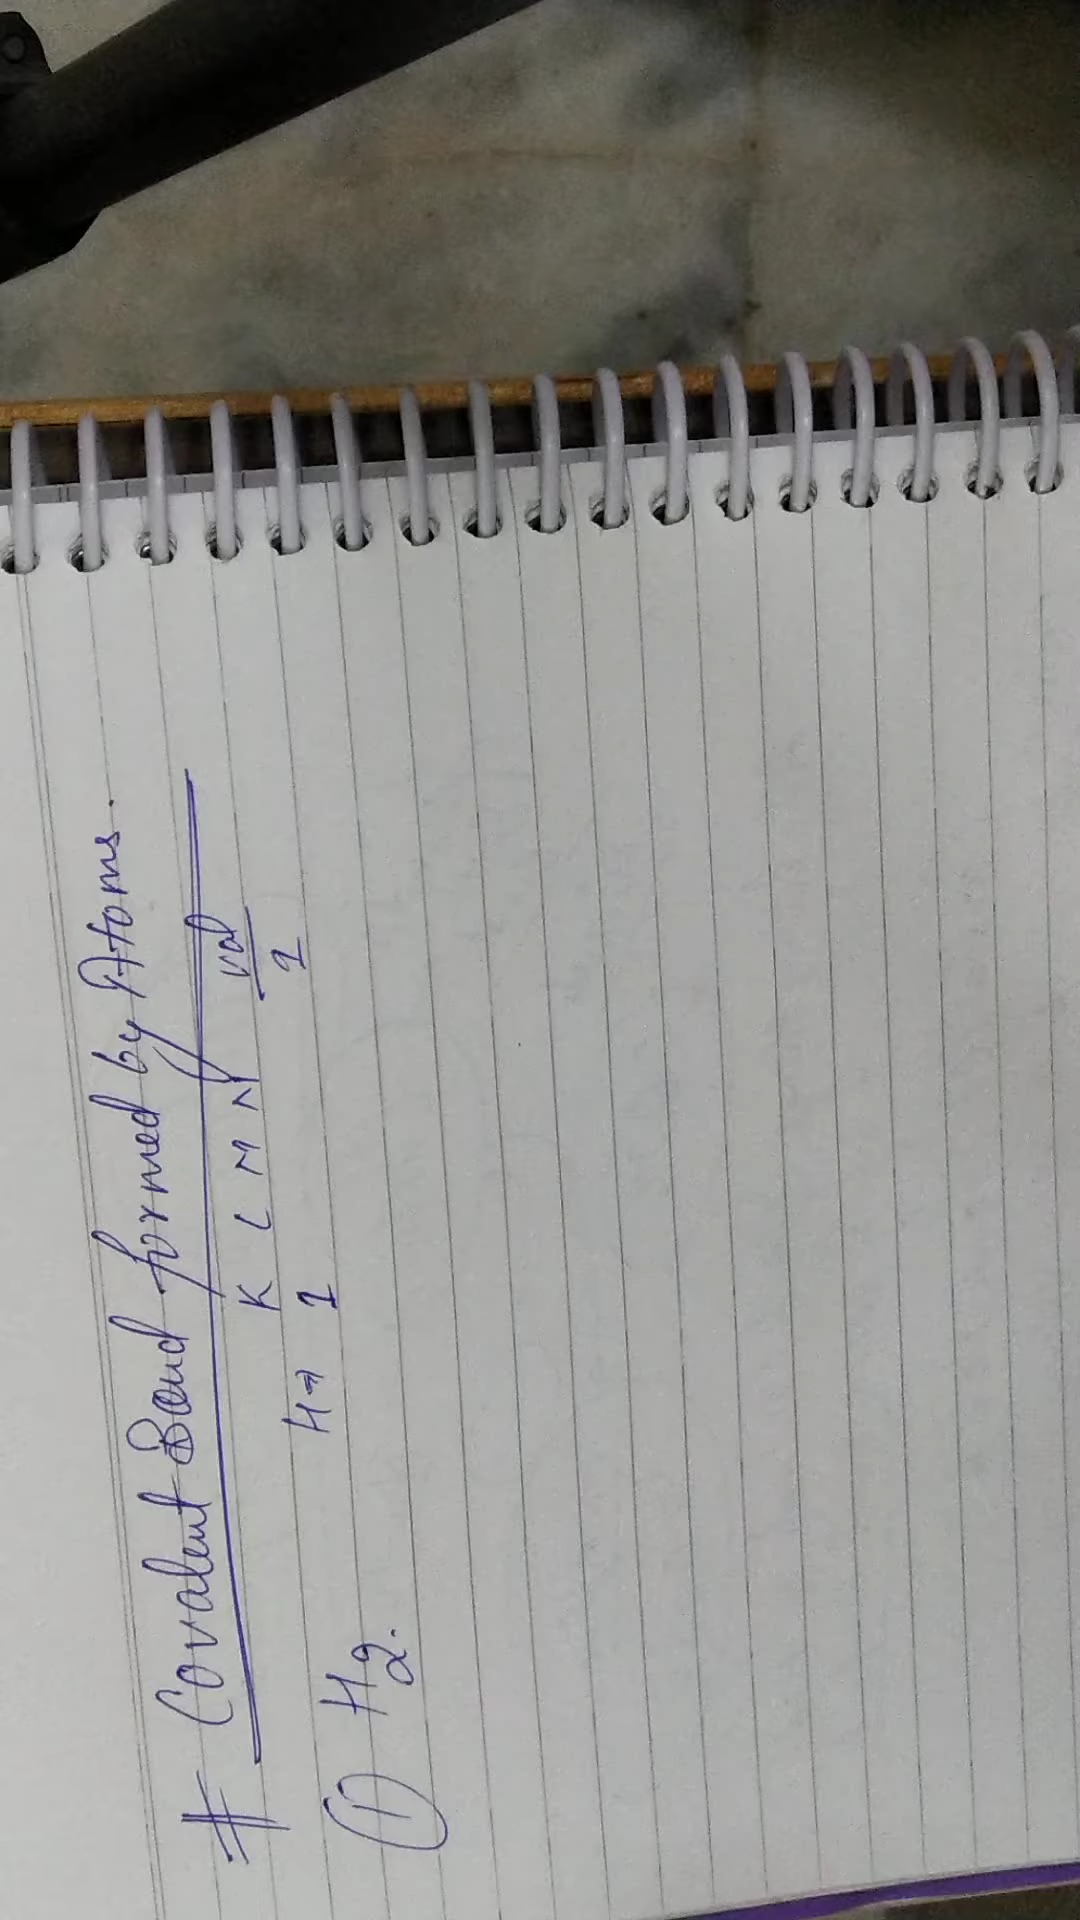 # Covalent Bond formed by Atoms.
K L M N val
H → 1 1
① H2.